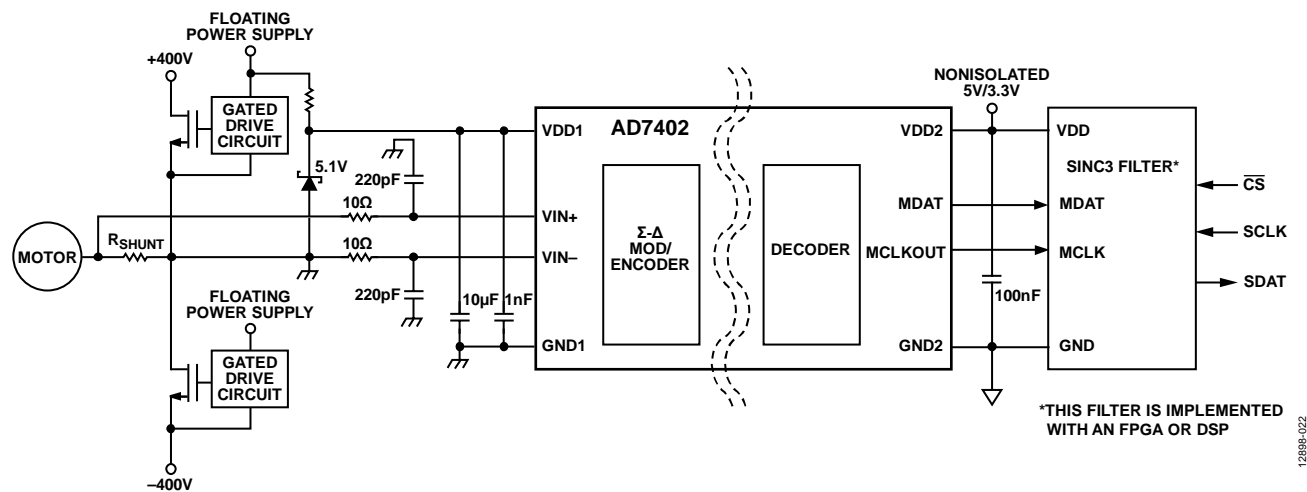 FLOATING
POWER SUPPLY
+400V
GATED
DRIVE
CIRCUIT
5.1V
220pF
10Ω
10Ω
220pF
MOTOR
RSHUNT
FLOATING
POWER SUPPLY
GATED
DRIVE
CIRCUIT
–400V
10µF
1nF
VDD1
VIN+
VIN–
GND1
AD7402
Σ-Δ
MOD/
ENCODER
DECODER
VDD2
MDAT
MCLKOUT
GND2
NONISOLATED
5V/3.3V
100nF
VDD
SINC3 FILTER*
MDAT
MCLK
GND
CS
SCLK
SDAT
*THIS FILTER IS IMPLEMENTED
WITH AN FPGA OR DSP
12898-022